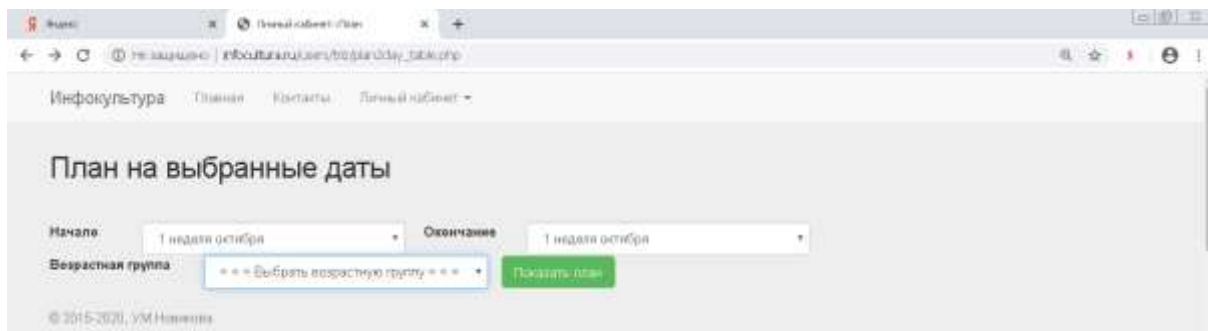 Яндекс Личный кабинет: План
Не защищено | infocultura.ru
Инфокультура Главная Контакты Личный кабинет
План на выбранные даты
Начало 1 неделя октября Окончание 1 неделя октября
Возрастная группа = = = Выбрать возрастную группу = = = Показать план
© 2015-2020, УМ